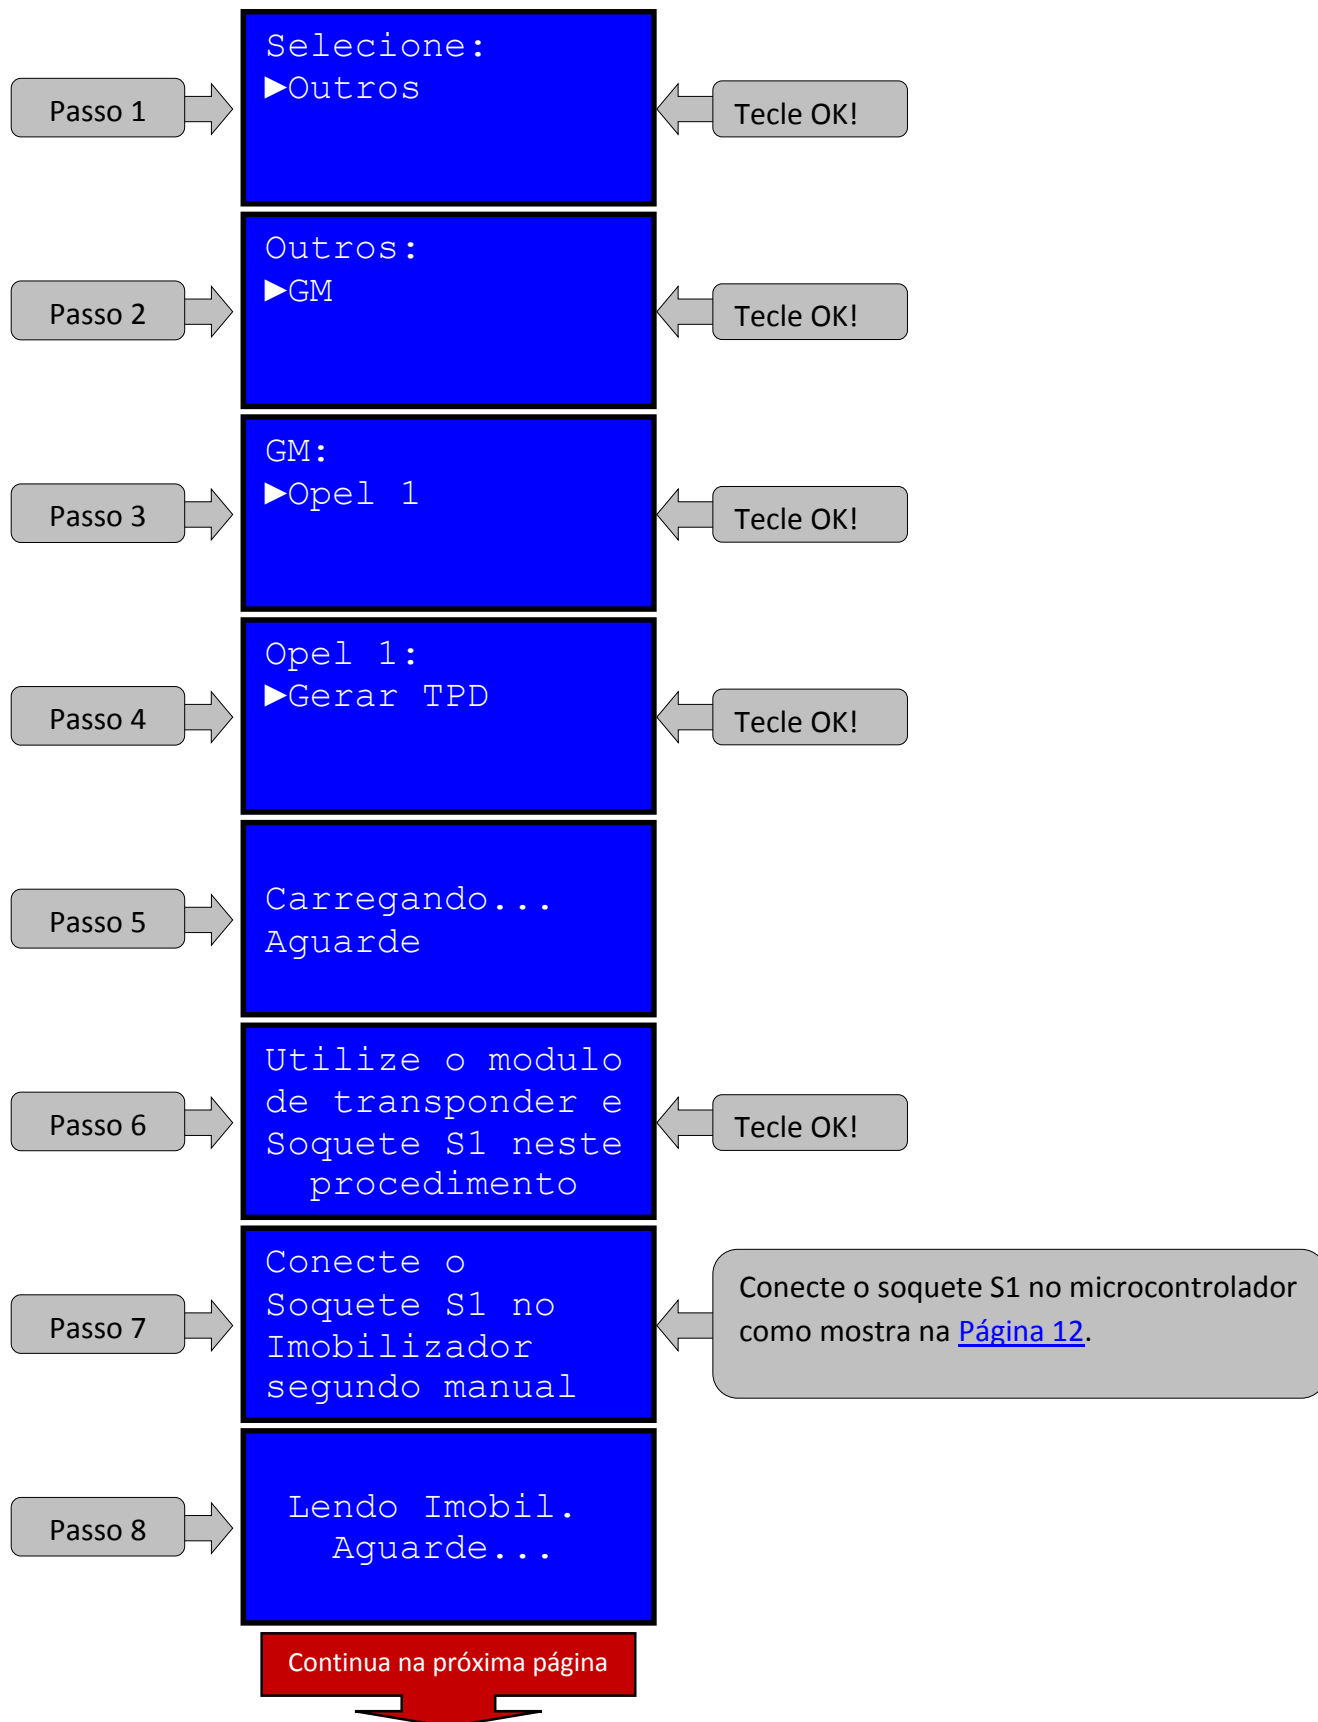 Passo 1
Selecione:
►Outros
Tecle OK!
Passo 2
Outros:
►GM
Tecle OK!
Passo 3
GM:
►Opel 1
Tecle OK!
Passo 4
Opel 1:
►Gerar TPD
Tecle OK!
Passo 5
Carregando...
Aguarde
Passo 6
Utilize o modulo
de transponder e
Soquete S1 neste
procedimento
Tecle OK!
Passo 7
Conecte o
Soquete S1 no
Imobilizador
segundo manual
Conecte o soquete S1 no microcontrolador
como mostra na Página 12.
Passo 8
Lendo Imobil.
Aguarde...
Continua na próxima página